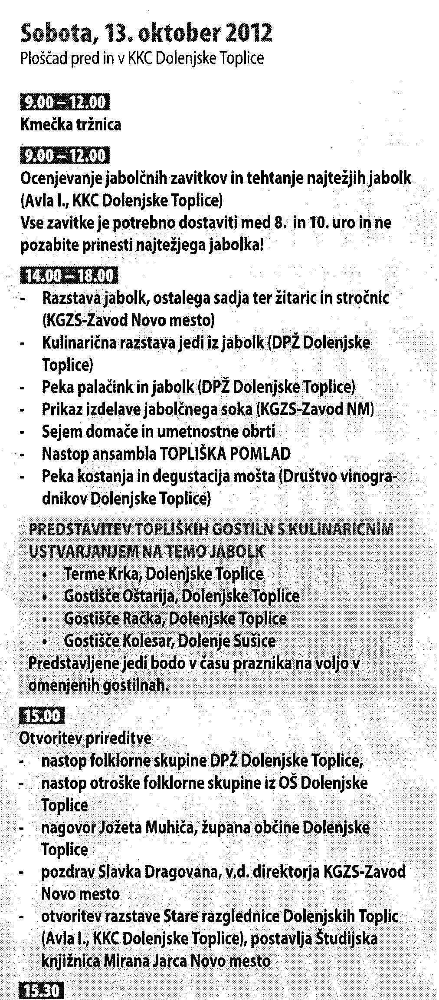 Sobota, 13. oktober 2012
Ploščad pred in v KKC Dolenjske Toplice
9.00 – 12.00
Kmečka tržnica
9.00 – 12.00
Ocenjevanje jabolčnih zavitkov in tehtanje najtežjih jabolk
(Avla I., KKC Dolenjske Toplice)
Vse zavitke je potrebno dostaviti med 8. in 10. uro in ne
pozabite prinesti najtežjega jabolka!
14.00 – 18.00
- Razstava jabolk, ostalega sadja ter žitaric in stročnic
(KGZS-Zavod Novo mesto)
- Kulinarična razstava jedi iz jabolk (DPŽ Dolenjske
Toplice)
- Peka palačink in jabolk (DPŽ Dolenjske Toplice)
- Prikaz izdelave jabolčnega soka (KGZS-Zavod NM)
- Sejem domače in umetnostne obrti
- Nastop ansambla TOPLIŠKA POMLAD
- Peka kostanja in degustacija mošta (Društvo vinogra-
dnikov Dolenjske Toplice)
PREDSTAVITEV TOPLIŠKIH GOSTILN S KULINARIČNIM
USTVARJANJEM NA TEMO JABOLK
• Terme Krka, Dolenjske Toplice
• Gostišče Oštarija, Dolenjske Toplice
• Gostišče Račka, Dolenjske Toplice
• Gostišče Kolesar, Dolenje Sušice
Predstavljene jedi bodo v času praznika na voljo v
omenjenih gostilnah.
15.00
Otvoritev prireditve
- nastop folklorne skupine DPŽ Dolenjske Toplice,
- nastop otroške folklorne skupine iz OŠ Dolenjske
Toplice
- nagovor Jožeta Muhiča, župana občine Dolenjske
Toplice
- pozdrav Slavka Dragovana, v.d. direktorja KGZS-Zavod
Novo mesto
- otvoritev razstave Stare razglednice Dolenjskih Toplic
(Avla I., KKC Dolenjske Toplice), postavlja Študijska
knjižnica Mirana Jarca Novo mesto
15.30